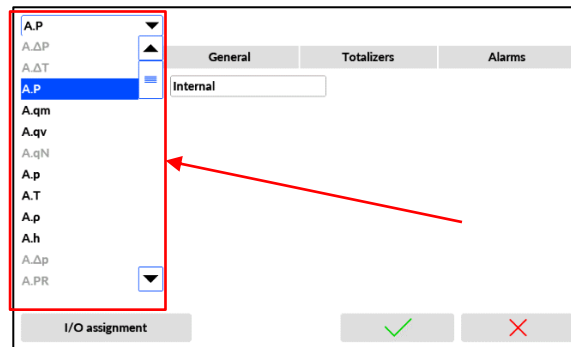 A.P
A.ΔP
A.ΔT
General
Totalizers
Alarms
A.P
Internal
A.qm
A.qv
A.qN
A.p
A.T
A.ρ
A.h
A.Δp
A.PR
I/O assignment